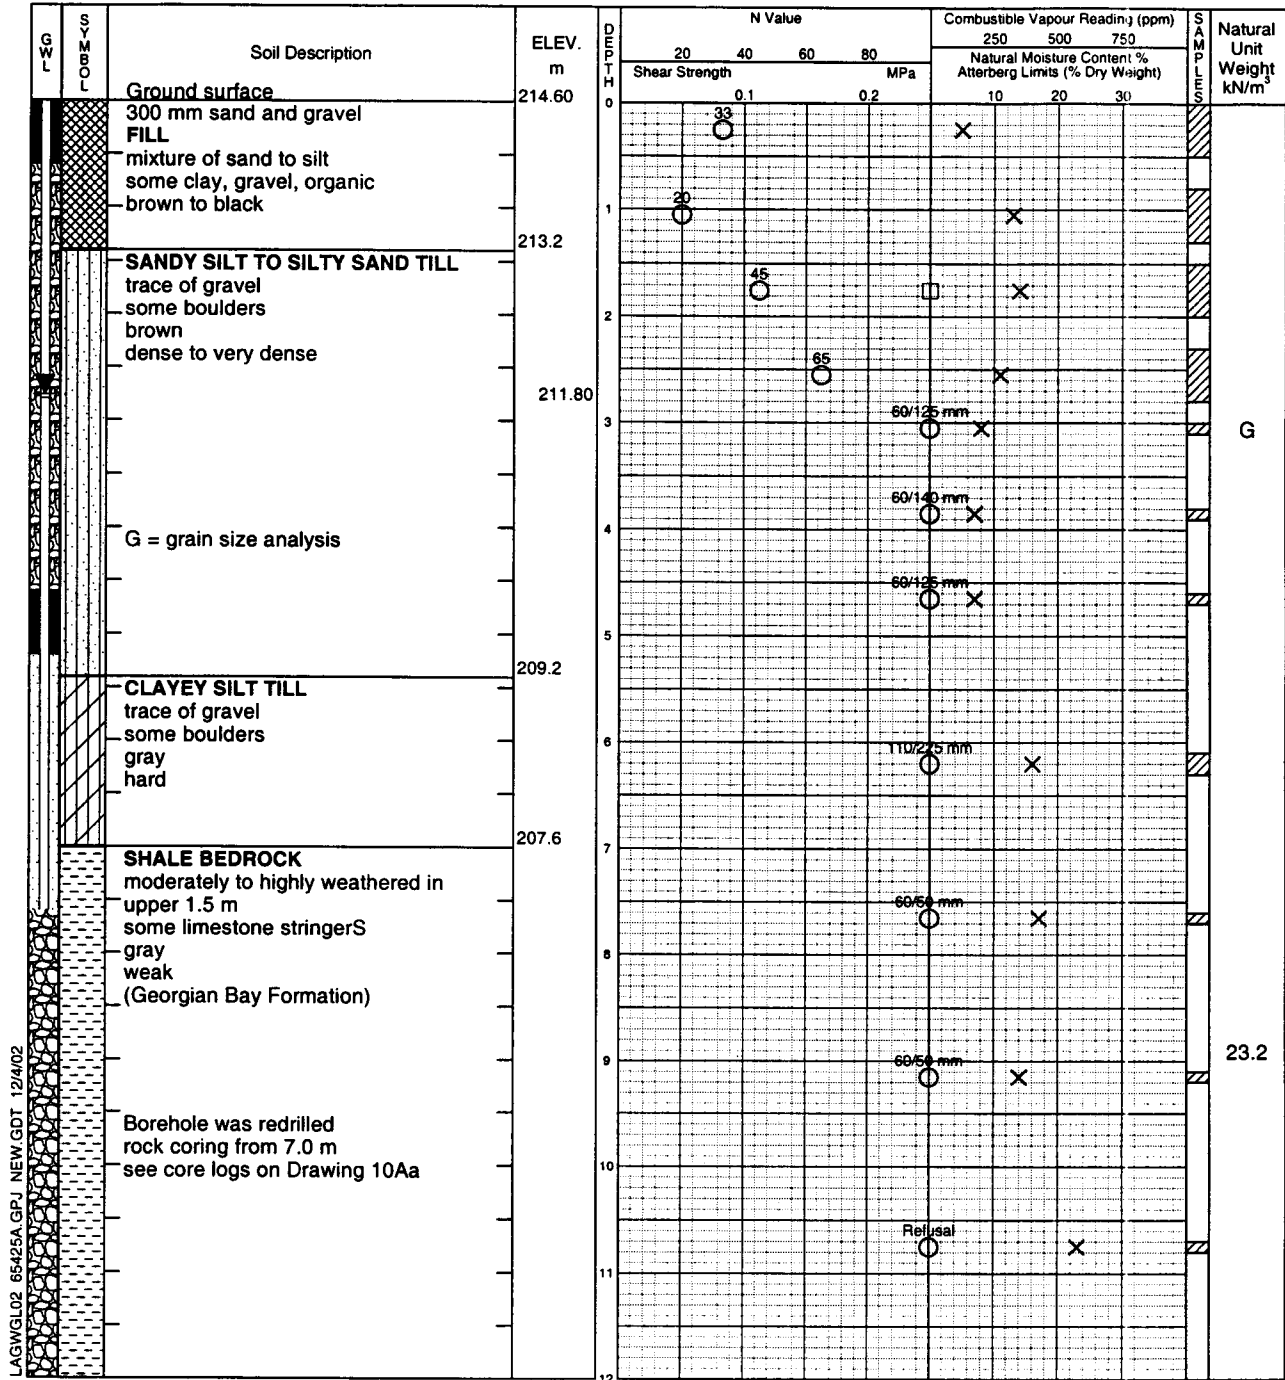 GWL
SYMBOL
Soil Description
ELEV.
m
DEPTH
N Value
20 40 60 80
Shear Strength MPa
0.1 0.2
Combustible Vapour Reading (ppm)
250 500 750
Natural Moisture Content %
Atterberg Limits (% Dry Weight)
10 20 30
SAMPLES
Natural
Unit
Weight
kN/m³
Ground surface
214.60
0
300 mm sand and gravel
FILL
mixture of sand to silt
some clay, gravel, organic
brown to black
33
20
1
213.2
SANDY SILT TO SILTY SAND TILL
trace of gravel
some boulders
brown
dense to very dense
45
2
65
211.80
60/125 mm
3
G
60/140 mm
4
G = grain size analysis
60/125 mm
5
209.2
CLAYEY SILT TILL
trace of gravel
some boulders
gray
hard
6
110/225 mm
207.6
7
SHALE BEDROCK
moderately to highly weathered in
upper 1.5 m
some limestone stringerS
gray
weak
(Georgian Bay Formation)
60/50 mm
8
60/50 mm
9
23.2
Borehole was redrilled
rock coring from 7.0 m
see core logs on Drawing 10Aa
10
Refusal
11
12
LAGWGL02 65425A.GPJ NEW.GDT 12/4/02